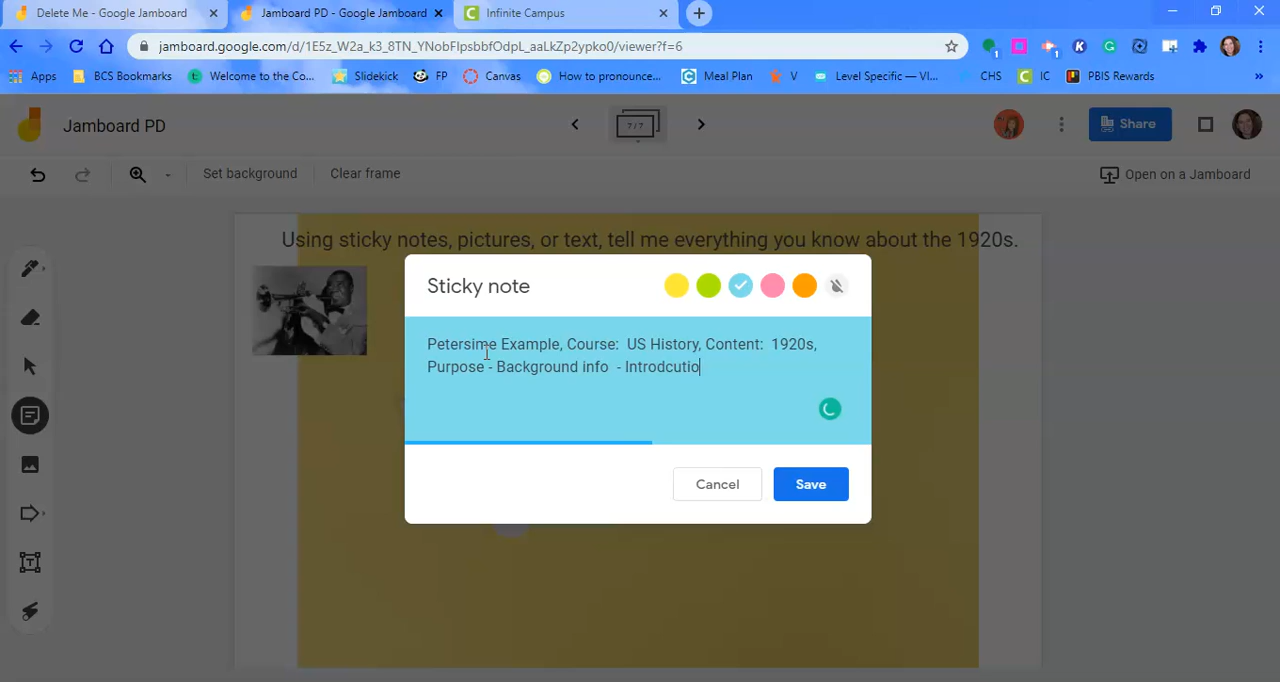 Delete Me - Google Jamboard
Jamboard PD - Google Jamboard
Infinite Campus
jamboard.google.com/d/1E5z_W2a_k3_8TN_YNobFIpsbbfOdpL_aaLkZp2ypko0/viewer?f=6
Apps BCS Bookmarks Welcome to the Co... Slidekick FP Canvas How to pronounce... Meal Plan V Level Specific — VI... CHS IC PBIS Rewards »
Jamboard PD
7 / 7
Share
Set background Clear frame
Open on a Jamboard
Using sticky notes, pictures, or text, tell me everything you know about the 1920s.
Sticky note
Petersime Example, Course: US History, Content: 1920s,
Purpose - Background info - Introdcutio
Cancel Save